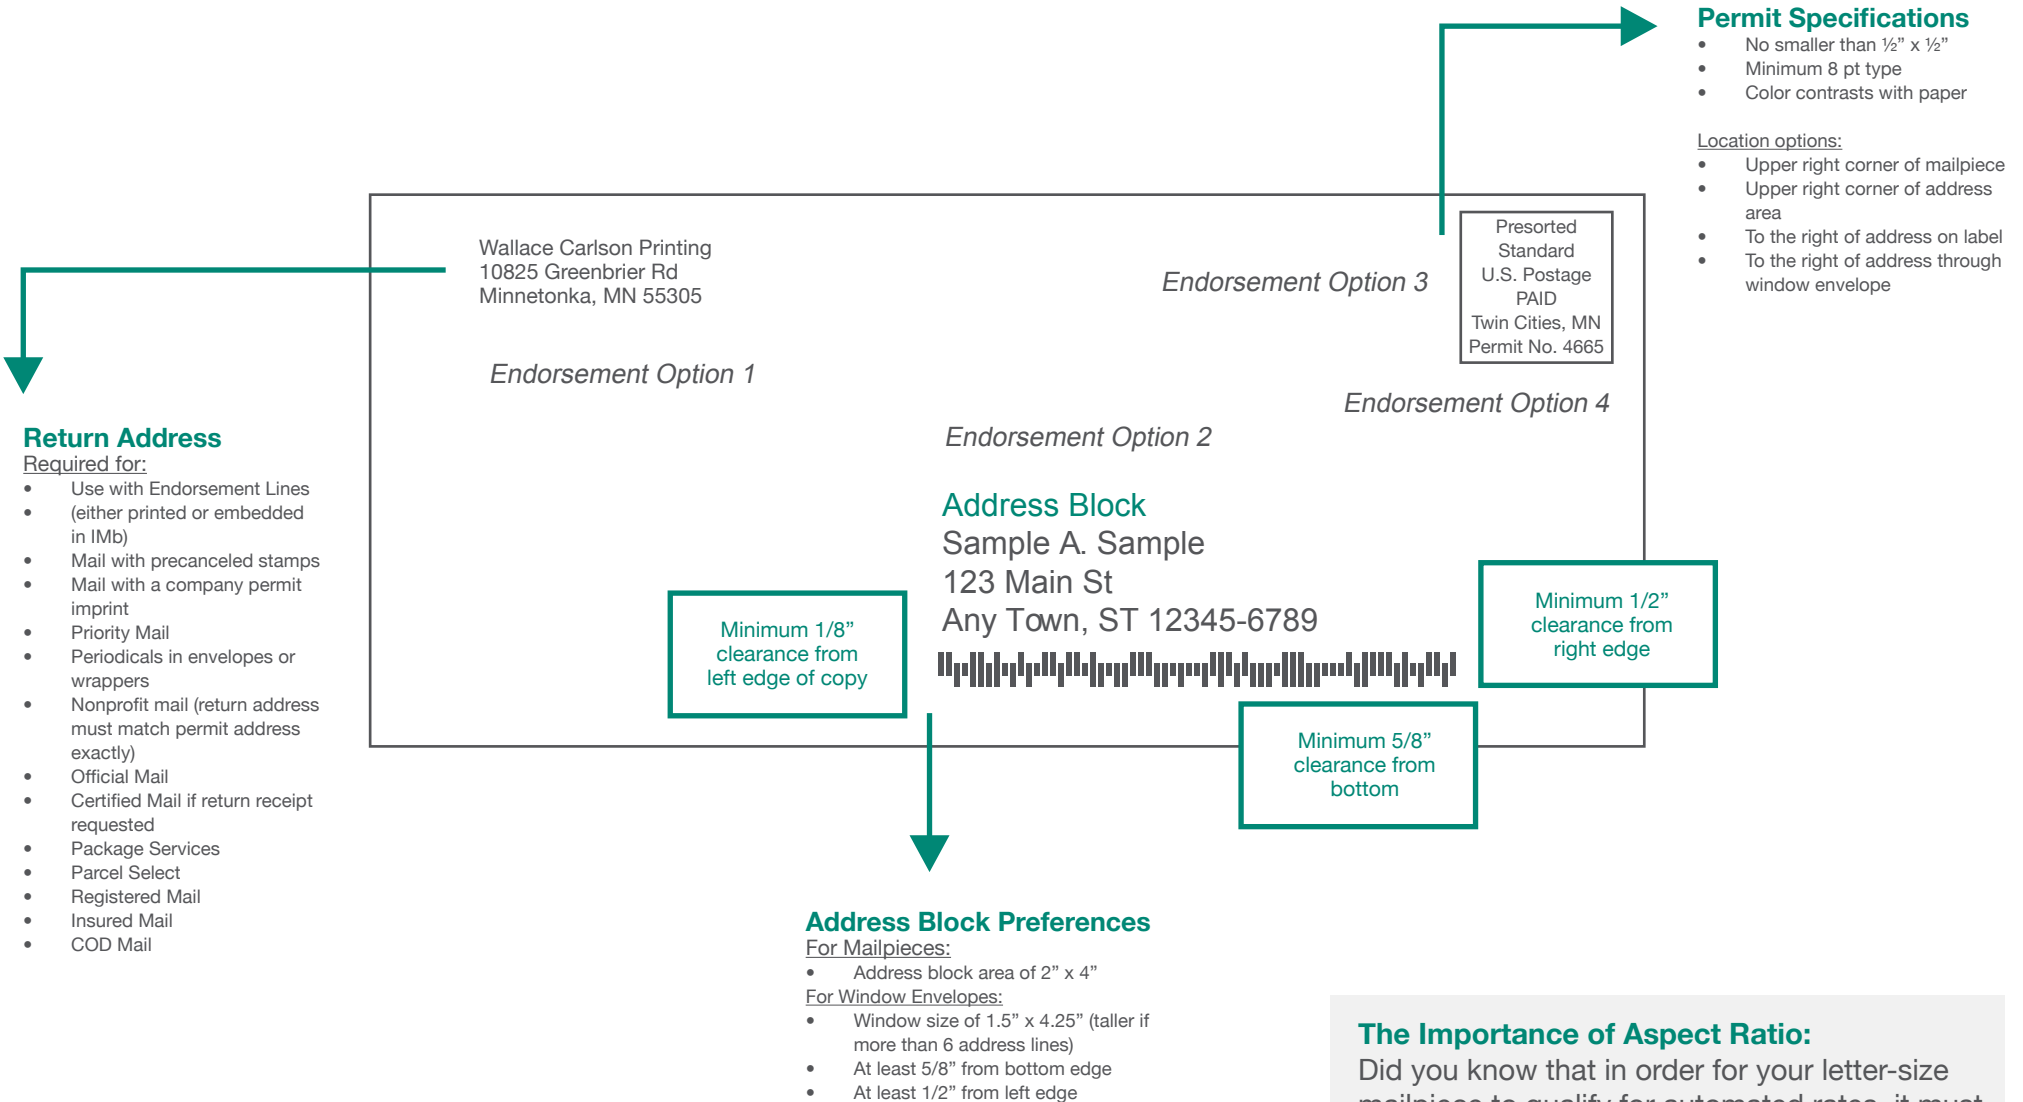 Permit Specifications
• No smaller than ½” x ½”
• Minimum 8 pt type
• Color contrasts with paper
Location options:
• Upper right corner of mailpiece
• Upper right corner of address
area
• To the right of address on label
• To the right of address through
window envelope
Wallace Carlson Printing
10825 Greenbrier Rd
Minnetonka, MN 55305
Endorsement Option 1
Endorsement Option 3
Presorted
Standard
U.S. Postage
PAID
Twin Cities, MN
Permit No. 4665
Endorsement Option 4
Endorsement Option 2
Address Block
Sample A. Sample
123 Main St
Any Town, ST 12345-6789
Minimum 1/8”
clearance from
left edge of copy
Minimum 1/2”
clearance from
right edge
Minimum 5/8”
clearance from
bottom
Return Address
Required for:
• Use with Endorsement Lines
• (either printed or embedded
in IMb)
• Mail with precanceled stamps
• Mail with a company permit
imprint
• Priority Mail
• Periodicals in envelopes or
wrappers
• Nonprofit mail (return address
must match permit address
exactly)
• Official Mail
• Certified Mail if return receipt
requested
• Package Services
• Parcel Select
• Registered Mail
• Insured Mail
• COD Mail
Address Block Preferences
For Mailpieces:
• Address block area of 2” x 4”
For Window Envelopes:
• Window size of 1.5” x 4.25” (taller if
more than 6 address lines)
• At least 5/8” from bottom edge
• At least 1/2” from left edge
The Importance of Aspect Ratio:
Did you know that in order for your letter-size
mailpiece to qualify for automated rates, it must